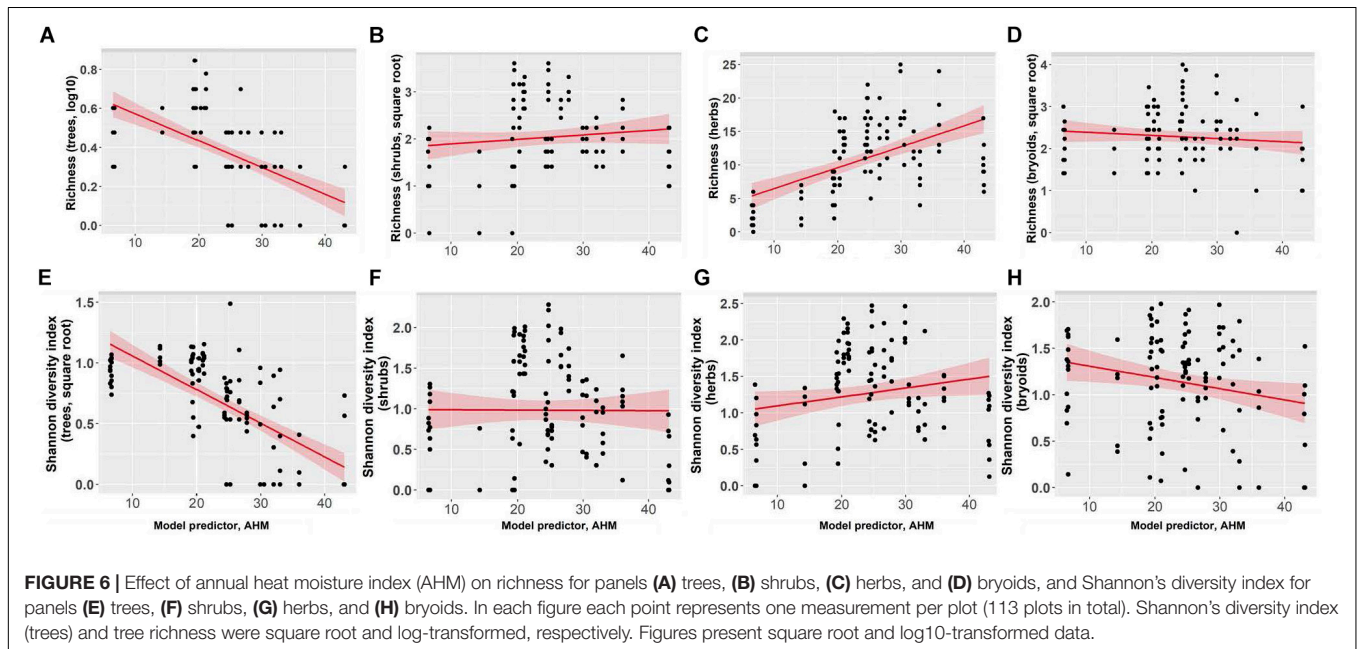 A
Richness (trees, log10)
0.8
0.6
0.4
0.2
0.0
10 20 30 40
B
Richness (shrubs, square root)
3
2
1
0
10 20 30 40
C
Richness (herbs)
25
20
15
10
5
0
10 20 30 40
D
Richness (bryoids, square root)
4
3
2
1
0
10 20 30 40
E
Shannon diversity index
(trees, square root)
1.5
1.0
0.5
0.0
10 20 30 40
Model predictor, AHM
F
Shannon diversity index
(shrubs)
2.0
1.5
1.0
0.5
0.0
10 20 30 40
Model predictor, AHM
G
Shannon diversity index
(herbs)
2.5
2.0
1.5
1.0
0.5
0.0
10 20 30 40
Model predictor, AHM
H
Shannon diversity index
(bryoids)
2.0
1.5
1.0
0.5
0.0
10 20 30 40
Model predictor, AHM
FIGURE 6 | Effect of annual heat moisture index (AHM) on richness for panels (A) trees, (B) shrubs, (C) herbs, and (D) bryoids, and Shannon's diversity index for
panels (E) trees, (F) shrubs, (G) herbs, and (H) bryoids. In each figure each point represents one measurement per plot (113 plots in total). Shannon's diversity index
(trees) and tree richness were square root and log-transformed, respectively. Figures present square root and log10-transformed data.